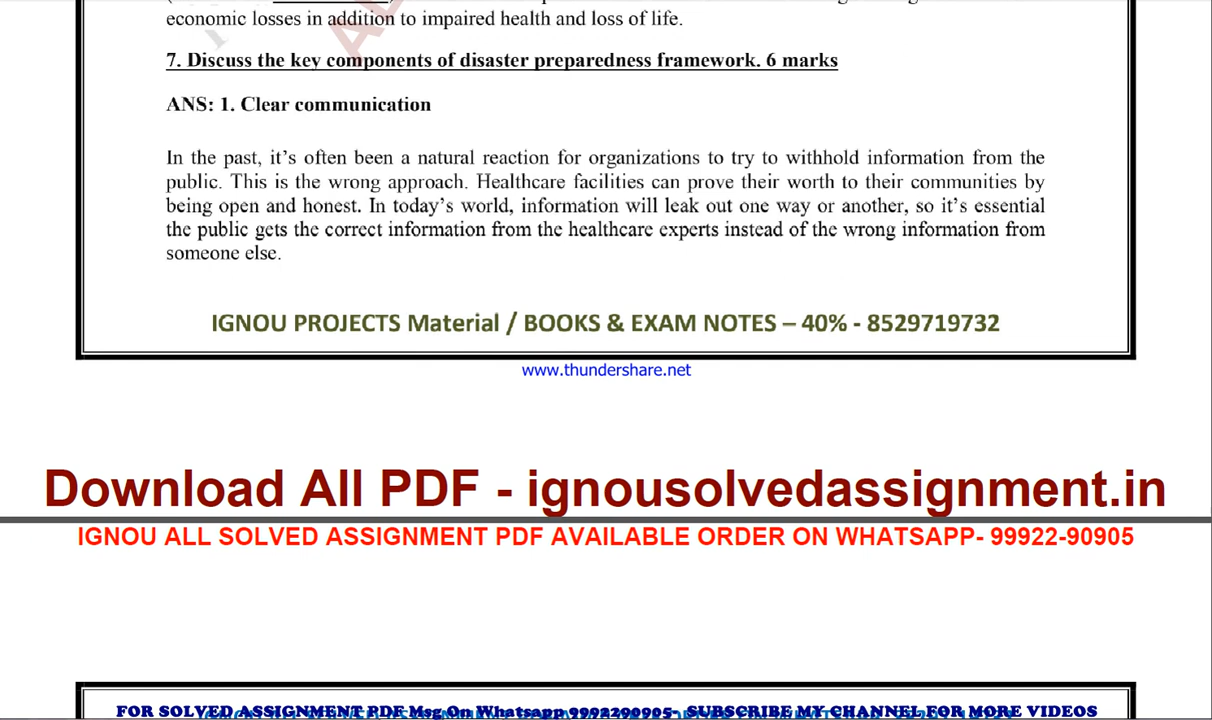 economic losses in addition to impaired health and loss of life.
7. Discuss the key components of disaster preparedness framework. 6 marks
ANS: 1. Clear communication
In the past, it's often been a natural reaction for organizations to try to withhold information from the
public. This is the wrong approach. Healthcare facilities can prove their worth to their communities by
being open and honest. In today's world, information will leak out one way or another, so it's essential
the public gets the correct information from the healthcare experts instead of the wrong information from
someone else.
IGNOU PROJECTS Material / BOOKS & EXAM NOTES – 40% - 8529719732
www.thundershare.net
Download All PDF - ignousolvedassignment.in
IGNOU ALL SOLVED ASSIGNMENT PDF AVAILABLE ORDER ON WHATSAPP- 99922-90905
FOR SOLVED ASSIGNMENT PDF Msg On Whatsapp 9992290905- SUBSCRIBE MY CHANNEL FOR MORE VIDEOS